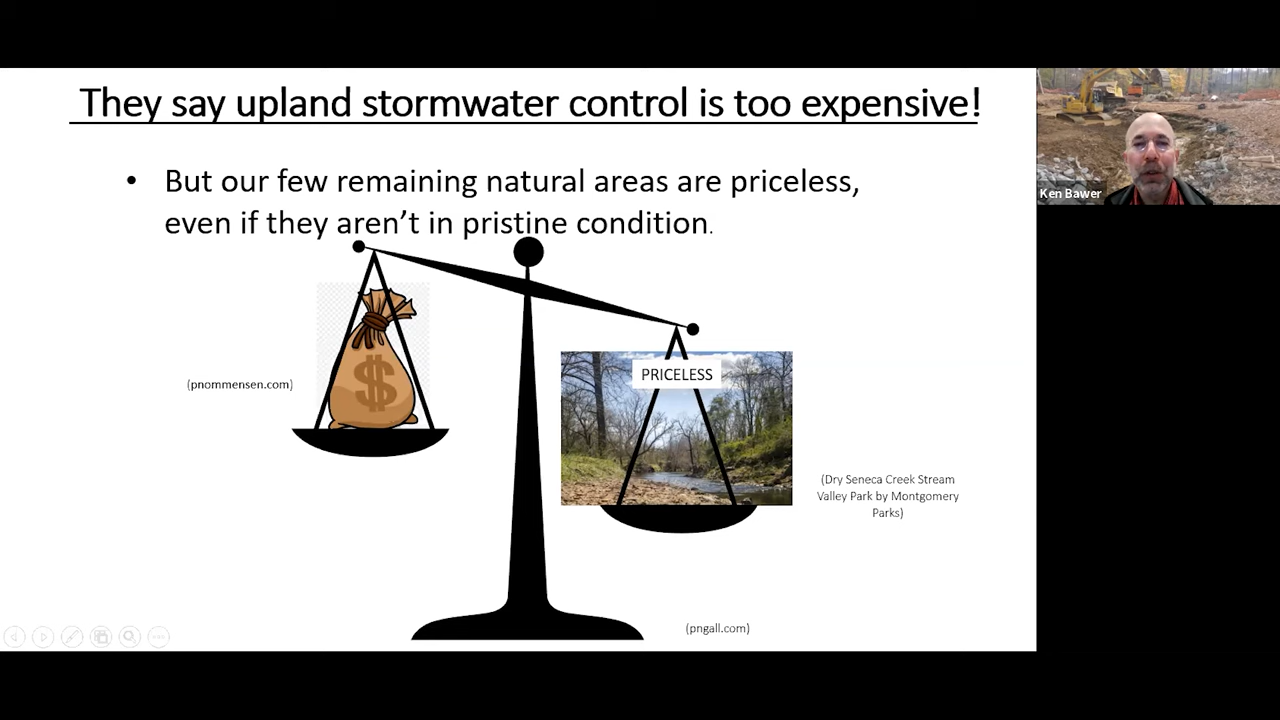 They say upland stormwater control is too expensive!
• But our few remaining natural areas are priceless,
even if they aren’t in pristine condition.
Ken Bawer
PRICELESS
(pnommensen.com)
$
(Dry Seneca Creek Stream
Valley Park by Montgomery
Parks)
(pngall.com)